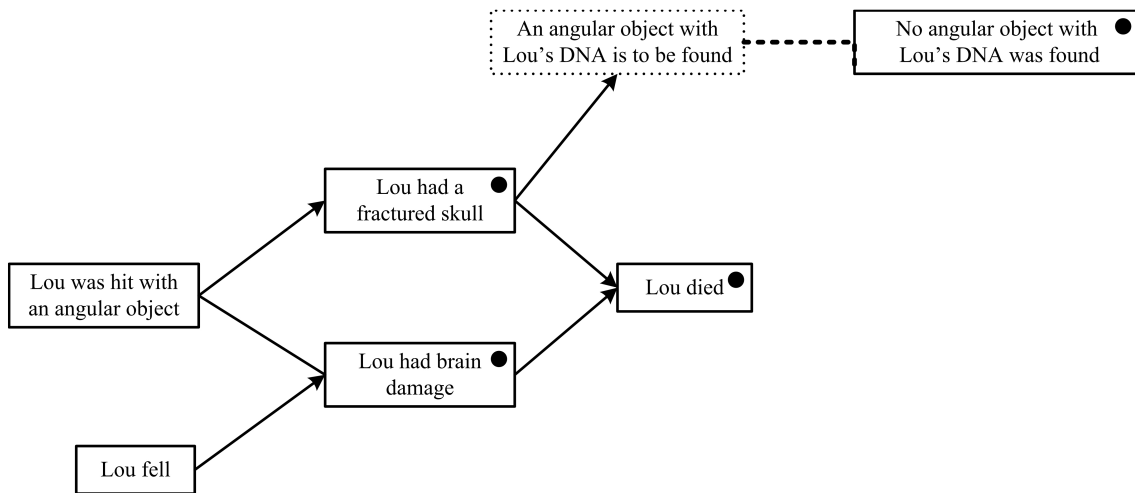 An angular object with
Lou’s DNA is to be found
No angular object with
Lou’s DNA was found
Lou had a
fractured skull
Lou was hit with
an angular object
Lou died
Lou had brain
damage
Lou fell